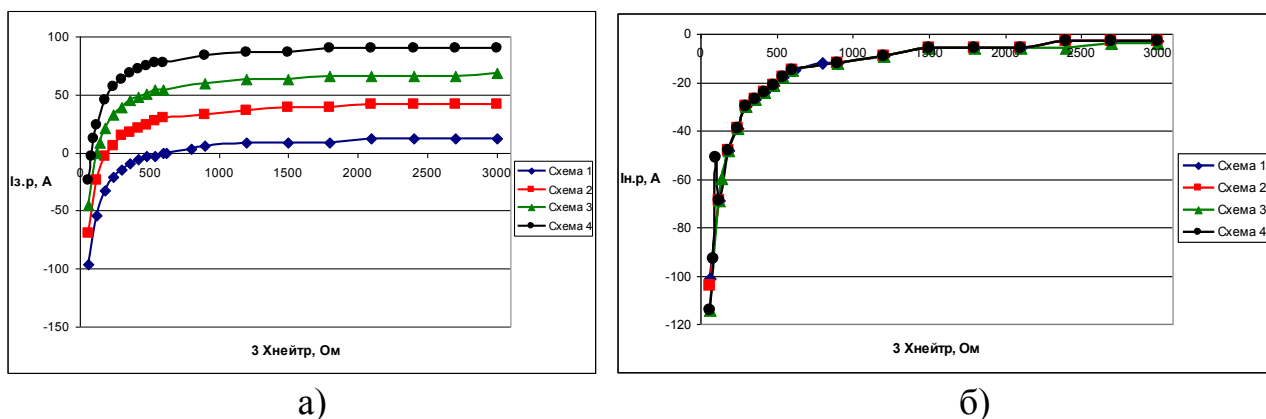 100
50
0
-50
-100
-150
0 500 1000 1500 2000 2500 3000
Iз.р, А
3 Xнейтр, Ом
Схема 1
Схема 2
Схема 3
Схема 4
а)
0
-20
-40
-60
-80
-100
-120
0 500 1000 1500 2000 2500 3000
Iн.р, А
3 Xнейтр, Ом
Схема 1
Схема 2
Схема 3
Схема 4
б)